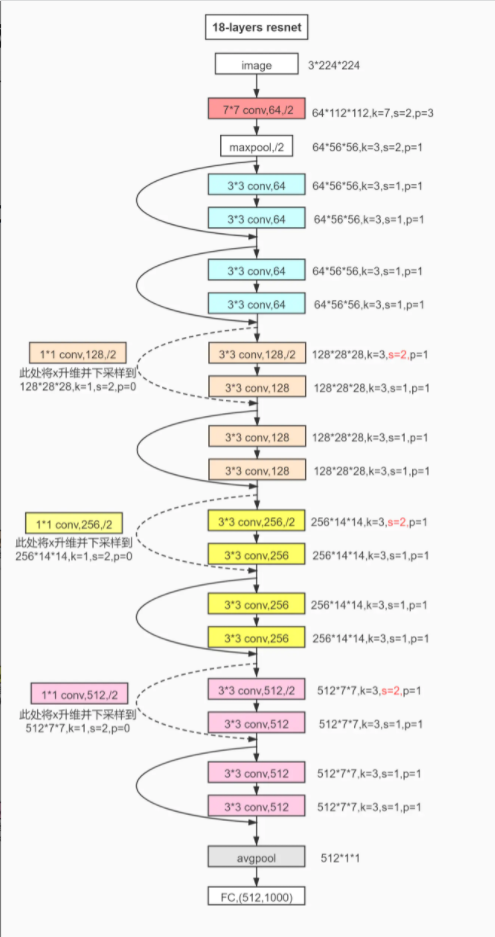 18-layers resnet
image 3*224*224
7*7 conv,64,/2 64*112*112,k=7,s=2,p=3
maxpool,/2 64*56*56,k=3,s=2,p=1
3*3 conv,64 64*56*56,k=3,s=1,p=1
3*3 conv,64 64*56*56,k=3,s=1,p=1
3*3 conv,64 64*56*56,k=3,s=1,p=1
3*3 conv,64 64*56*56,k=3,s=1,p=1
1*1 conv,128,/2 3*3 conv,128,/2 128*28*28,k=3,s=2,p=1
此处将x升维并下采样到
128*28*28,k=1,s=2,p=0 3*3 conv,128 128*28*28,k=3,s=1,p=1
3*3 conv,128 128*28*28,k=3,s=1,p=1
3*3 conv,128 128*28*28,k=3,s=1,p=1
1*1 conv,256,/2 3*3 conv,256,/2 256*14*14,k=3,s=2,p=1
此处将x升维并下采样到
256*14*14,k=1,s=2,p=0 3*3 conv,256 256*14*14,k=3,s=1,p=1
3*3 conv,256 256*14*14,k=3,s=1,p=1
3*3 conv,256 256*14*14,k=3,s=1,p=1
1*1 conv,512,/2 3*3 conv,512,/2 512*7*7,k=3,s=2,p=1
此处将x升维并下采样到
512*7*7,k=1,s=2,p=0 3*3 conv,512 512*7*7,k=3,s=1,p=1
3*3 conv,512 512*7*7,k=3,s=1,p=1
3*3 conv,512 512*7*7,k=3,s=1,p=1
avgpool 512*1*1
FC,(512,1000)